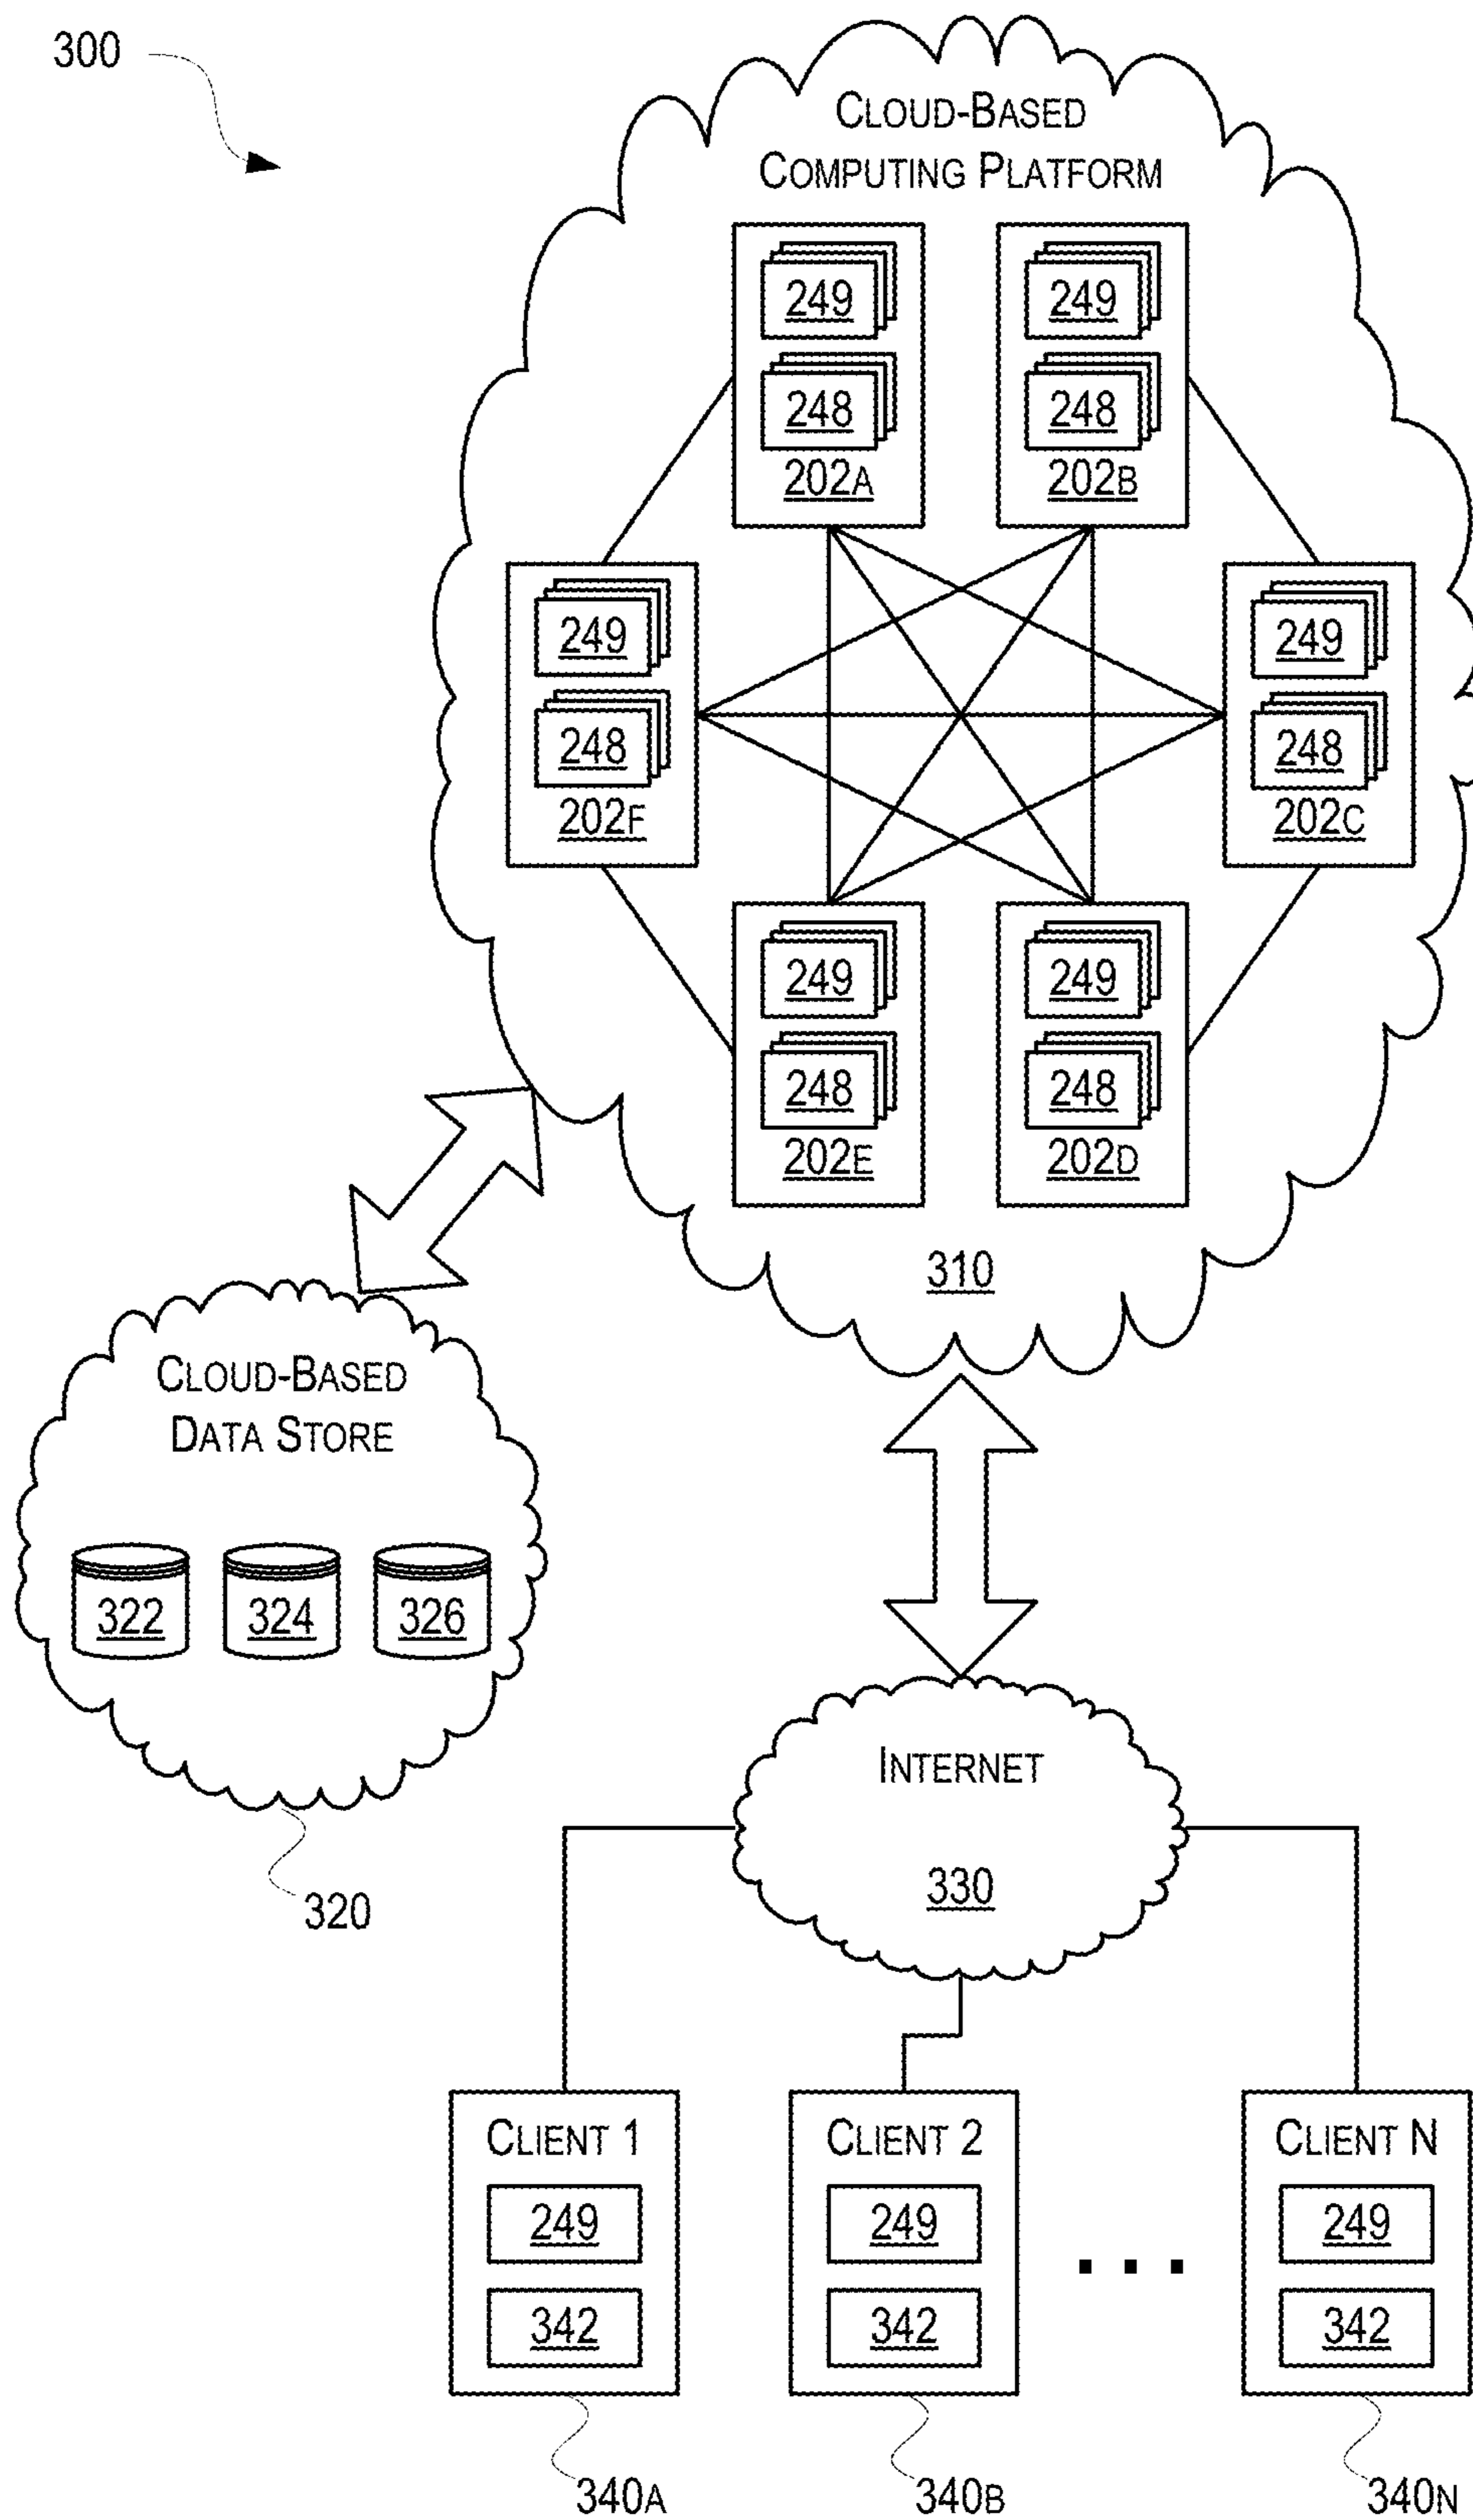 300
CLOUD-BASED
COMPUTING PLATFORM
249
249
248
248
202A
202B
249
249
248
248
202F
202C
249
249
248
248
202E
202D
310
CLOUD-BASED
DATA STORE
322
324
326
320
INTERNET
330
CLIENT 1
CLIENT 2
CLIENT N
249
249
249
...
342
342
342
340A
340B
340N